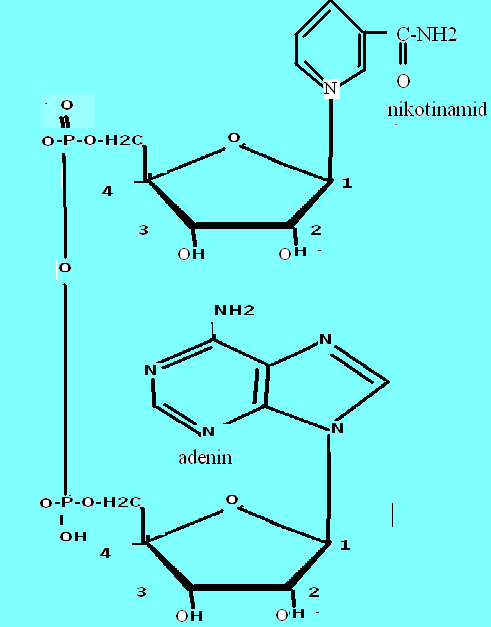 C-NH2
O
N
nikotinamid
O
O-P-O-H2C
O
4
1
3
2
OH
OH
O
NH2
N
N
N
N
adenin
O-P-O-H2C
O
OH
4
1
3
2
OH
OH